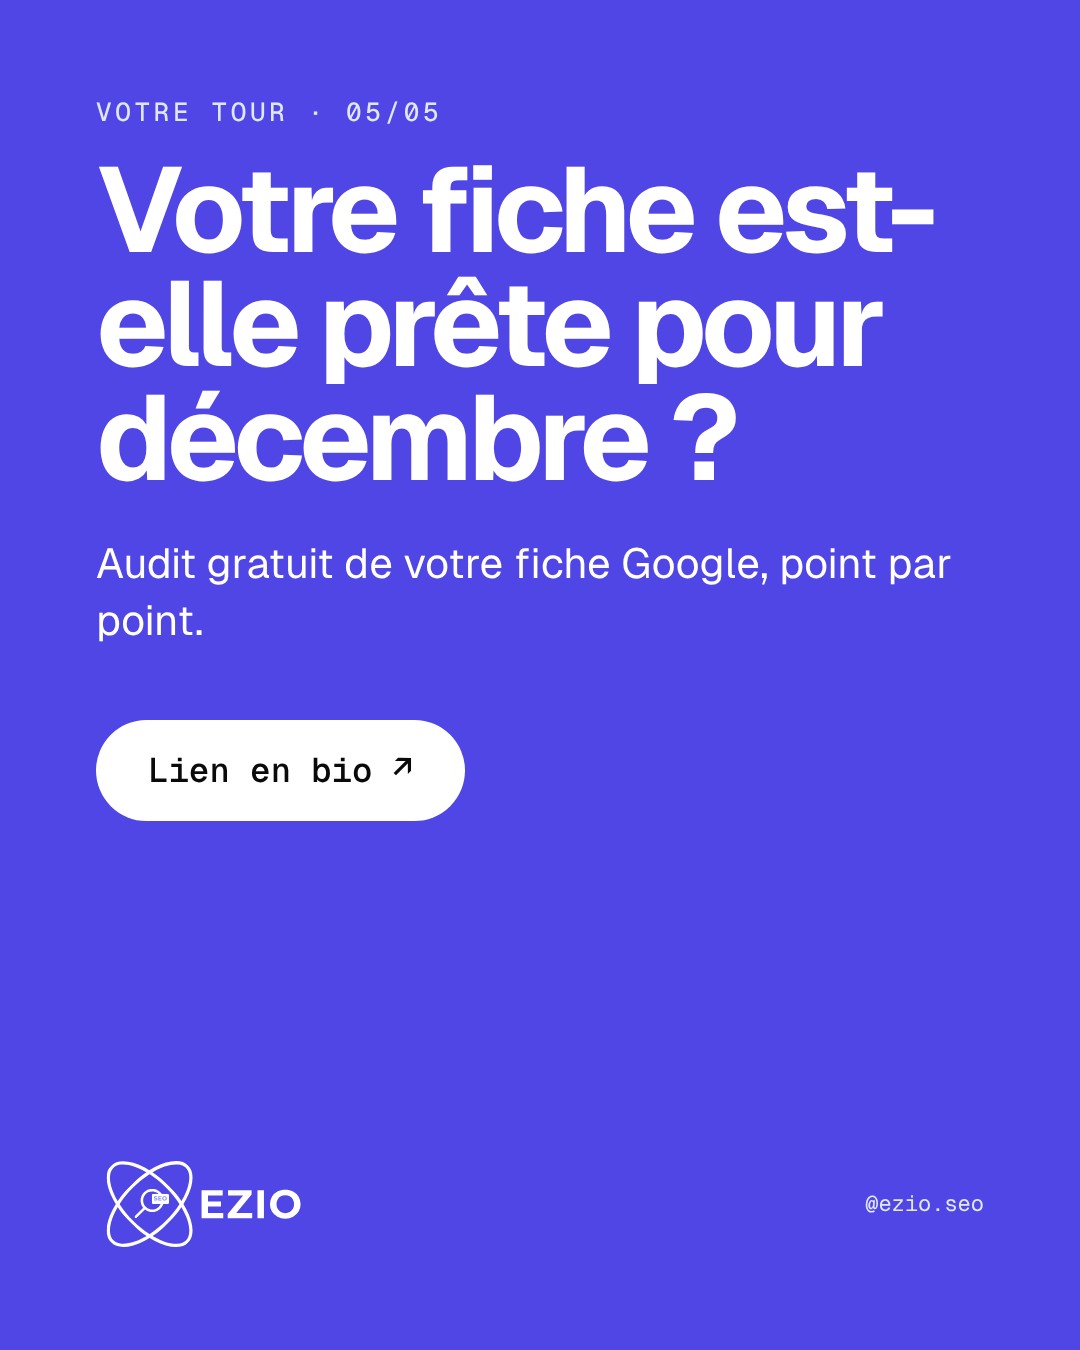 VOTRE TOUR · 05/05
Votre fiche est-
elle prête pour
décembre ?
Audit gratuit de votre fiche Google, point par
point.
Lien en bio ↗
SEO
EZIO
@ezio.seo